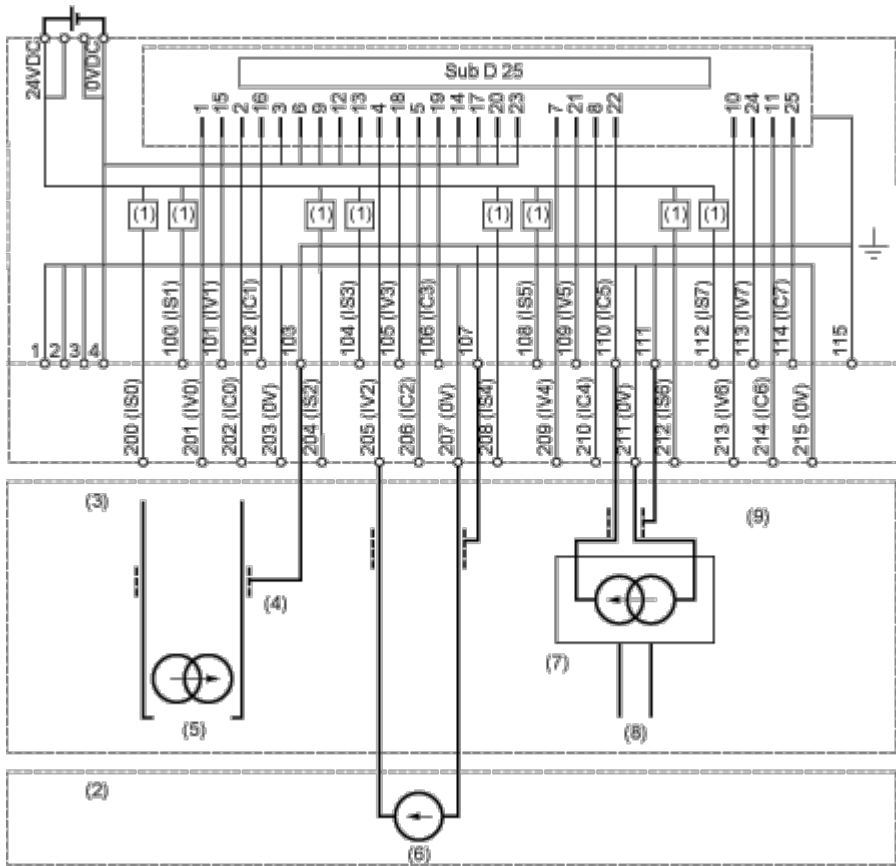 24VDC
0VDC
Sub D 25
1
15
2
16
3
6
9
12
13
4
18
5
19
14
17
20
23
7
21
8
22
10
24
11
25
(1)
(1)
(1)
(1)
(1)
(1)
(1)
(1)
1
2
3
4
100 (IS1)
101 (IV1)
102 (IC1)
103
104 (IS3)
105 (IV3)
106 (IC3)
107
108 (IS5)
109 (IV5)
110 (IC5)
111
112 (IS7)
113 (IV7)
114 (IC7)
115
200 (IS0)
201 (IV0)
202 (IC0)
203 (0V)
204 (IS2)
205 (IV2)
206 (IC2)
207 (0V)
208 (IS4)
209 (IV4)
210 (IC4)
211 (0V)
212 (IS6)
213 (IV6)
214 (IC6)
215 (0V)
(3)
(9)
(4)
(7)
(5)
(8)
(2)
(6)